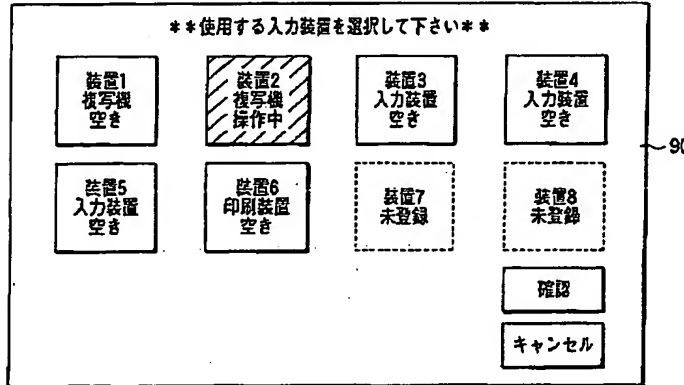 **使用する入力装置を選択して下さい**
装置1
複写機
空き
装置2
複写機
操作中
装置3
入力装置
空き
装置4
入力装置
空き
装置5
入力装置
空き
装置6
印刷装置
空き
装置7
未登録
装置8
未登録
確認
キャンセル
90